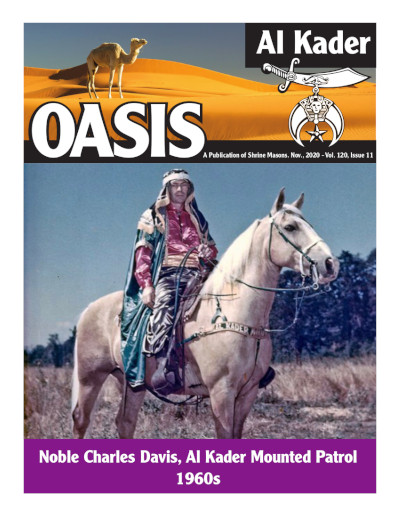 Al Kader
OASIS
A Publication of Shrine Masons. Nov., 2020 - Vol. 120, Issue 11
AL KADER
Noble Charles Davis, Al Kader Mounted Patrol
1960s